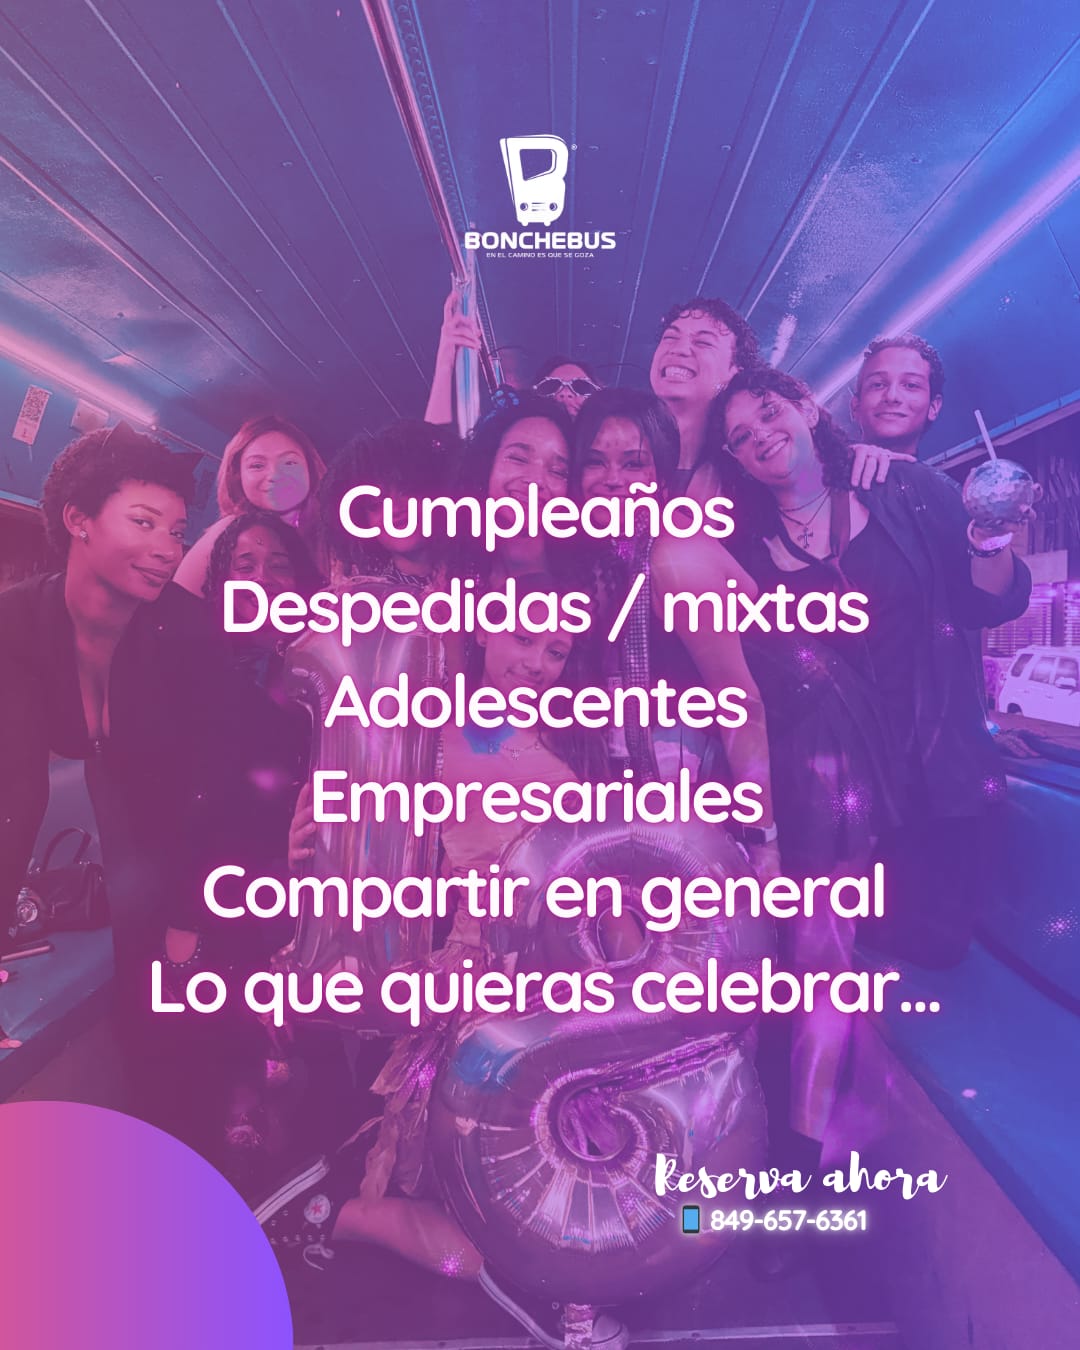 BONCHEBUS
EN EL CAMINO ES QUE SE GOZA
Cumpleaños
Despedidas / mixtas
Adolescentes
Empresariales
Compartir en general
Lo que quieras celebrar...
Reserva ahora
849-657-6361